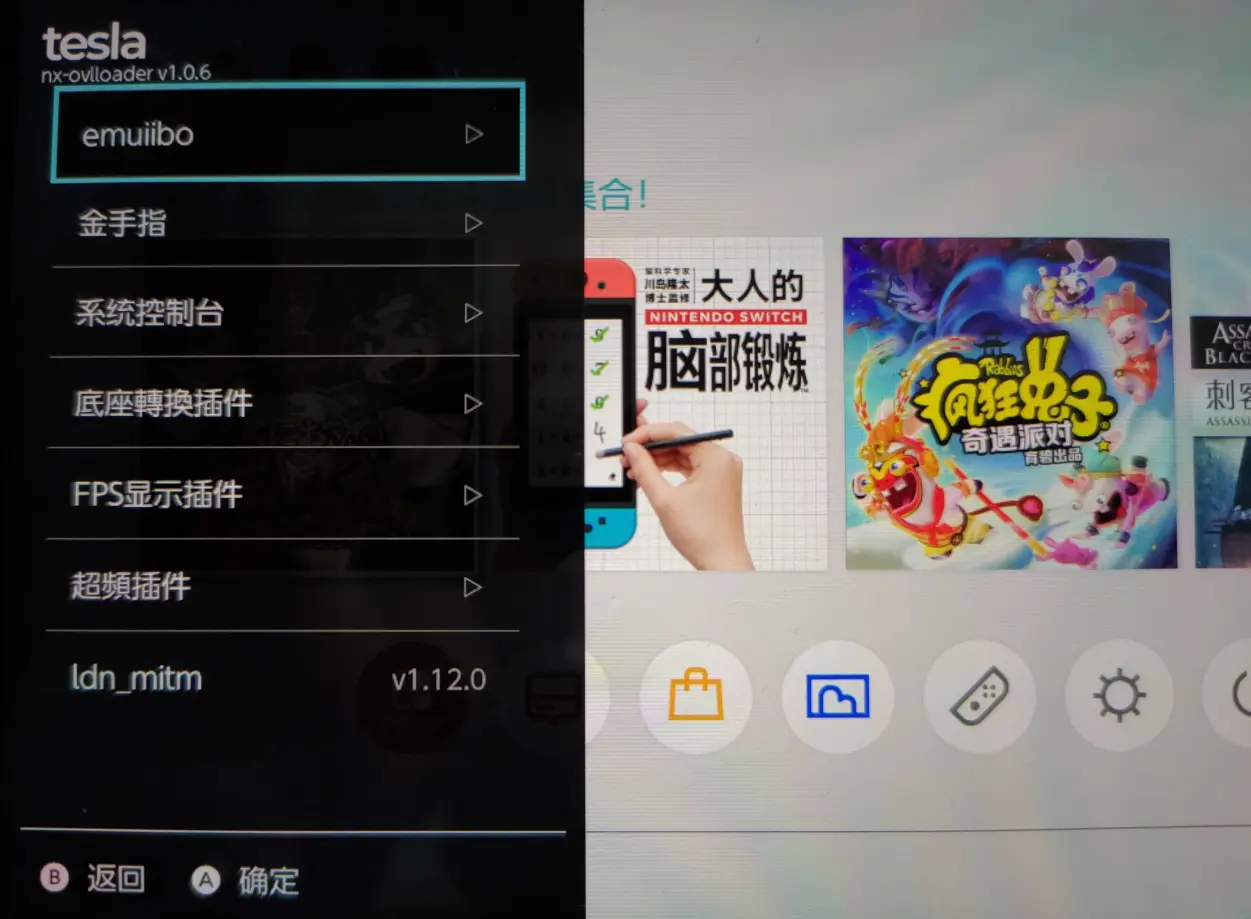 tesla
nx-ovlloader v1.0.6
emuiibo
金手指
系统控制台
底座轉換插件
FPS显示插件
超頻插件
ldn_mitm v1.12.0
B 返回 A 确定
集合!
脑科学专家
川岛隆太
博士监修
大人的
NINTENDO SWITCH
脑部锻炼
8
7
8
4
Rabbids
疯狂兔子
奇遇派对
育碧出品
ASSA
CR
BLAC
刺客
ASSASSI